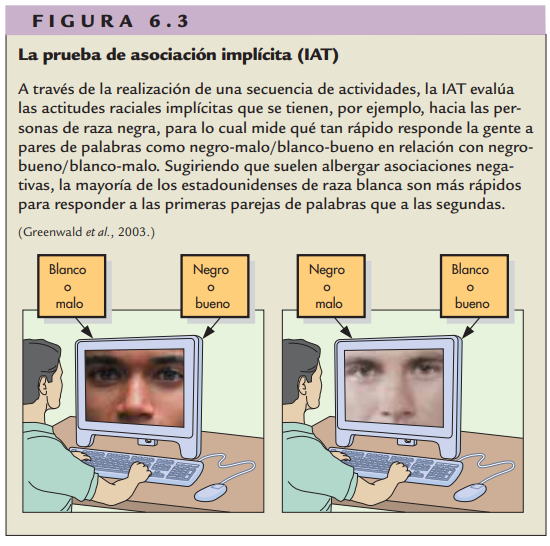 FIGURA 6.3
La prueba de asociación implícita (IAT)
A través de la realización de una secuencia de actividades, la IAT evalúa
las actitudes raciales implícitas que se tienen, por ejemplo, hacia las per-
sonas de raza negra, para lo cual mide qué tan rápido responde la gente a
pares de palabras como negro-malo/blanco-bueno en relación con negro-
bueno/blanco-malo. Sugiriendo que suelen albergar asociaciones nega-
tivas, la mayoría de los estadounidenses de raza blanca son más rápidos
para responder a las primeras parejas de palabras que a las segundas.
(Greenwald et al., 2003.)
Blanco
o
malo
Negro
o
bueno
Negro
o
malo
Blanco
o
bueno